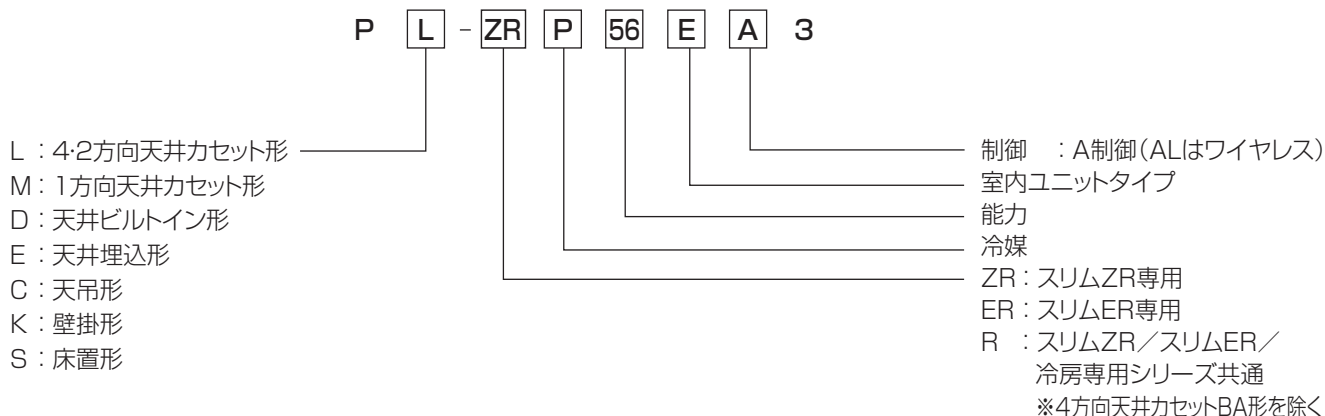 P L - ZR P 56 E A 3
L ：4･2方向天井カセット形
M：1方向天井カセット形
D：天井ビルトイン形
E：天井埋込形
C：天吊形
K：壁掛形
S：床置形
制御　：A制御（ALはワイヤレス）
室内ユニットタイプ
能力
冷媒
ZR：スリムZR専用
ER：スリムER専用
R　：スリムZR／スリムER／
冷房専用シリーズ共通
※4方向天井カセットBA形を除く